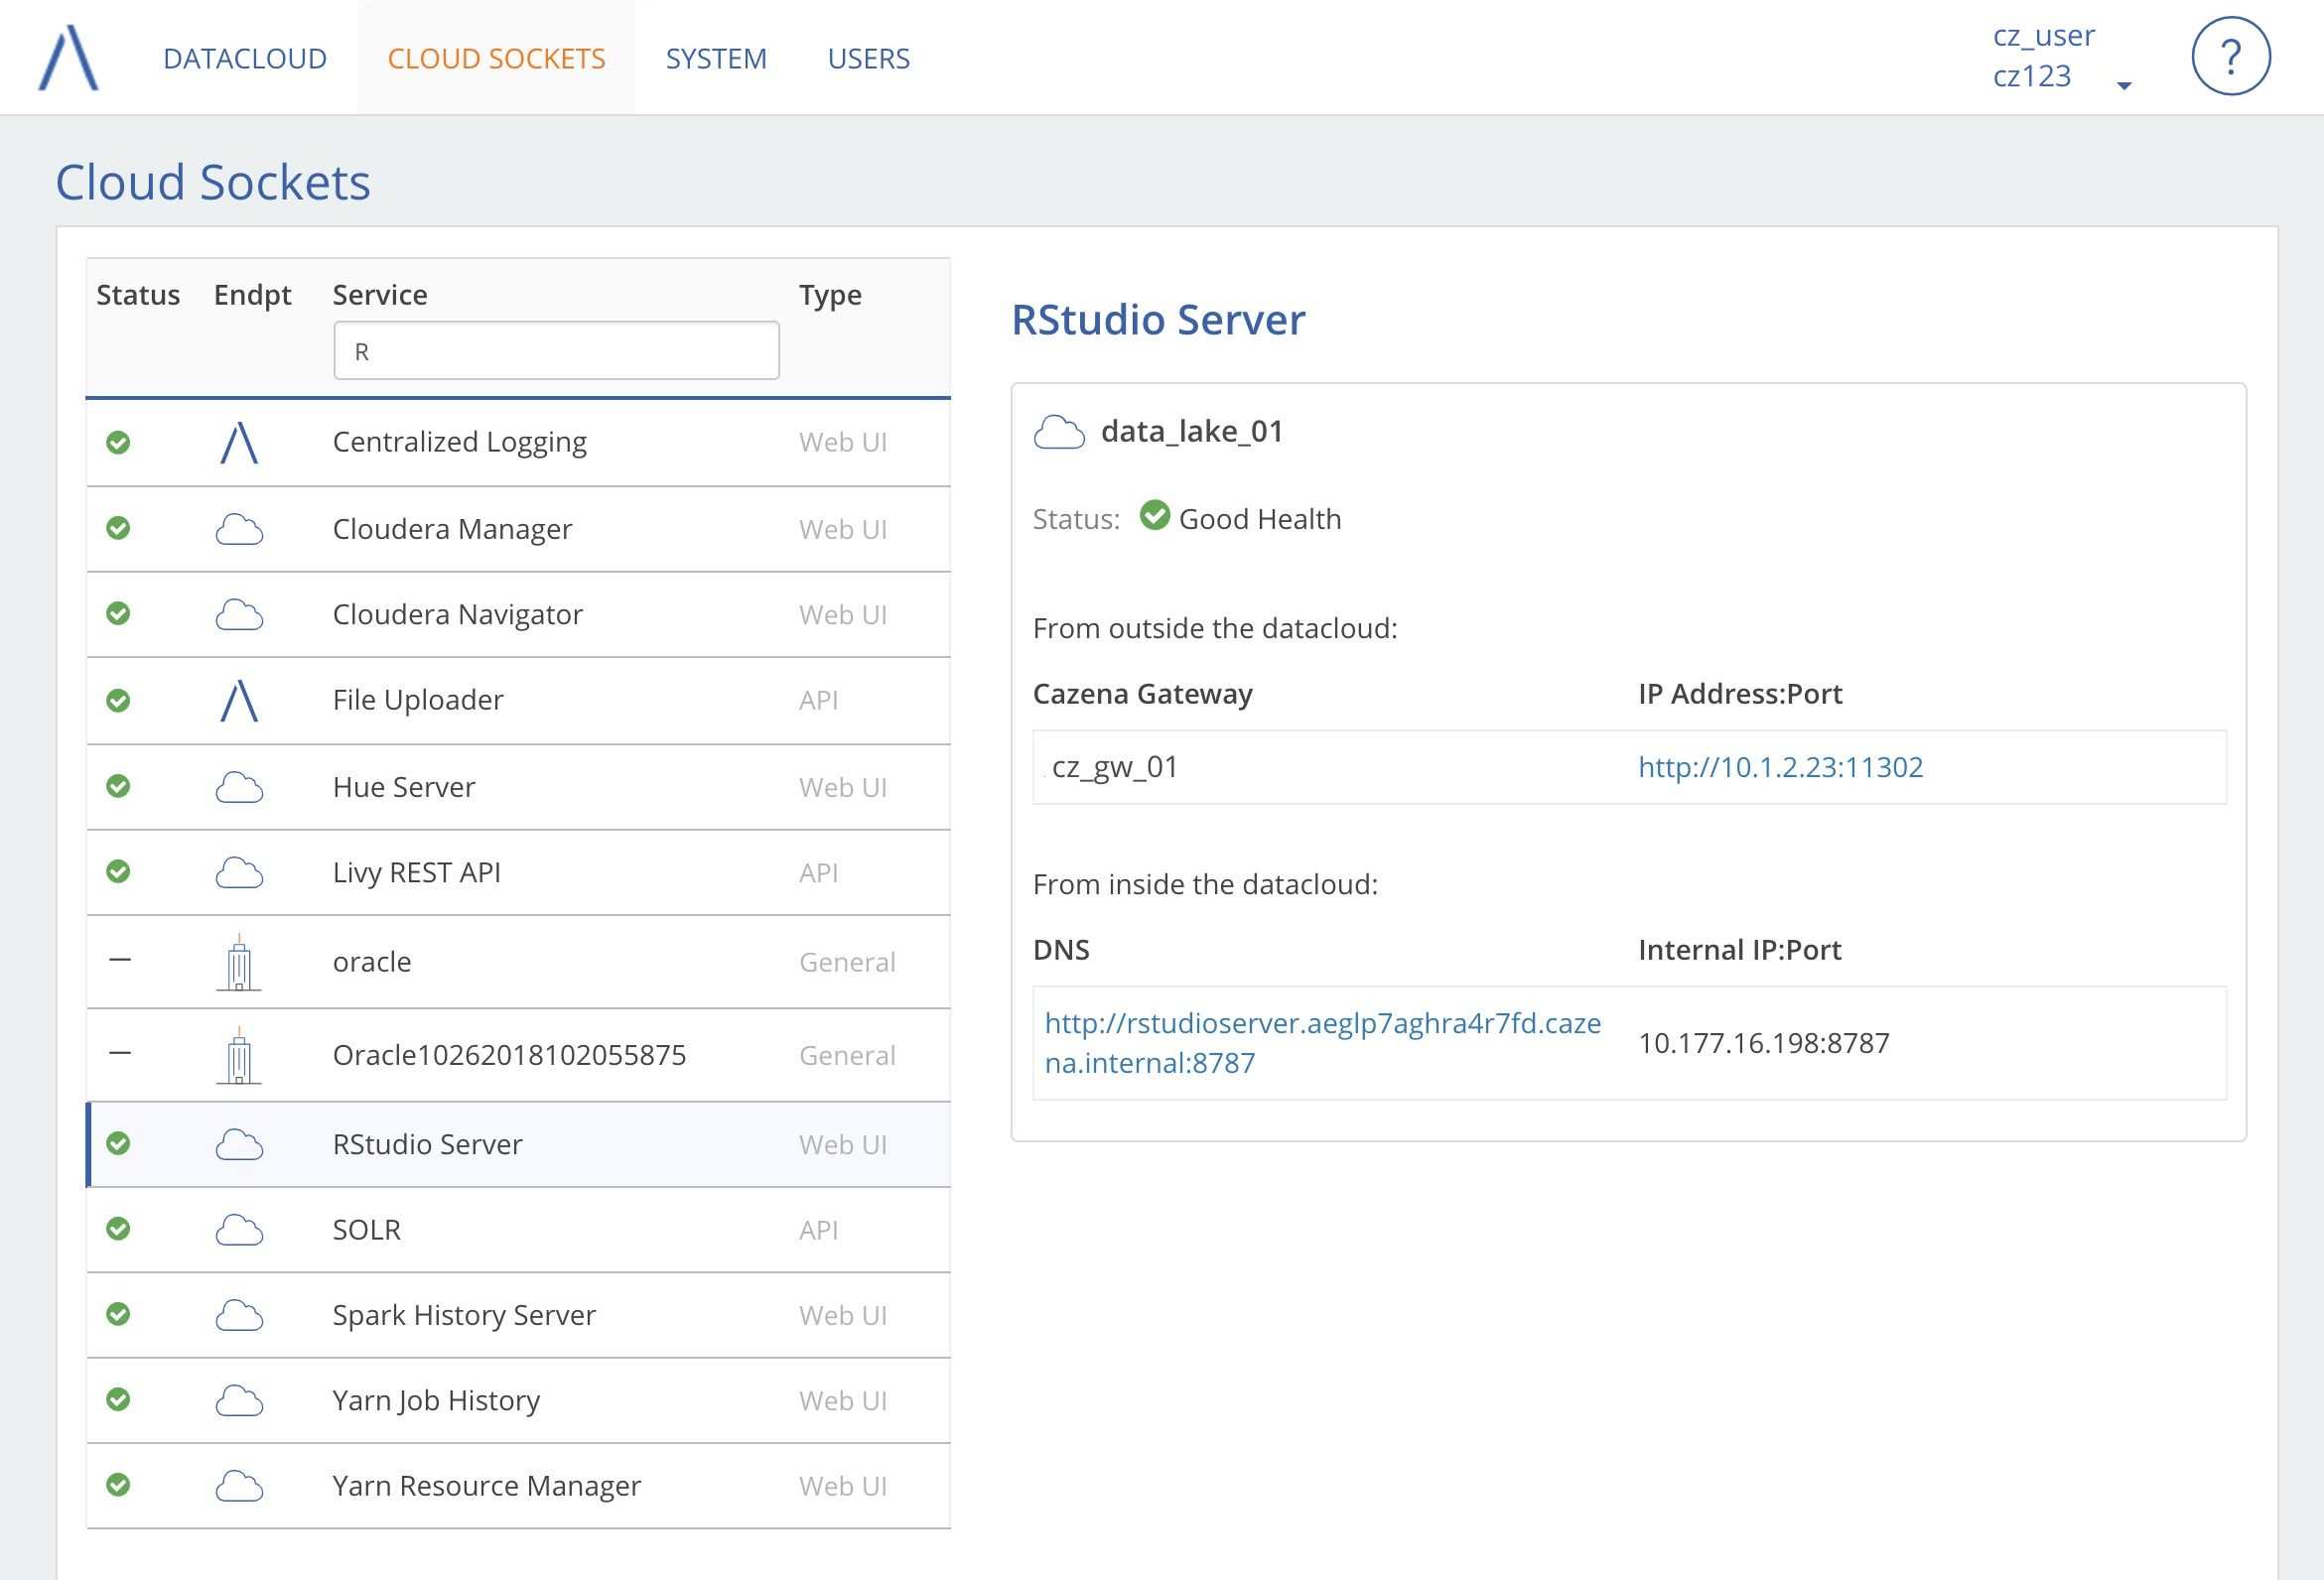 DATACLOUD CLOUD SOCKETS SYSTEM USERS
cz_user
cz123
?
Cloud Sockets
Status Endpt Service Type
R
Centralized Logging Web UI
Cloudera Manager Web UI
Cloudera Navigator Web UI
File Uploader API
Hue Server Web UI
Livy REST API API
oracle General
Oracle10262018102055875 General
RStudio Server Web UI
SOLR API
Spark History Server Web UI
Yarn Job History Web UI
Yarn Resource Manager Web UI
RStudio Server
data_lake_01
Status: Good Health
From outside the datacloud:
Cazena Gateway IP Address:Port
cz_gw_01 http://10.1.2.23:11302
From inside the datacloud:
DNS Internal IP:Port
http://rstudioserver.aeglp7aghra4r7fd.caze
na.internal:8787
10.177.16.198:8787